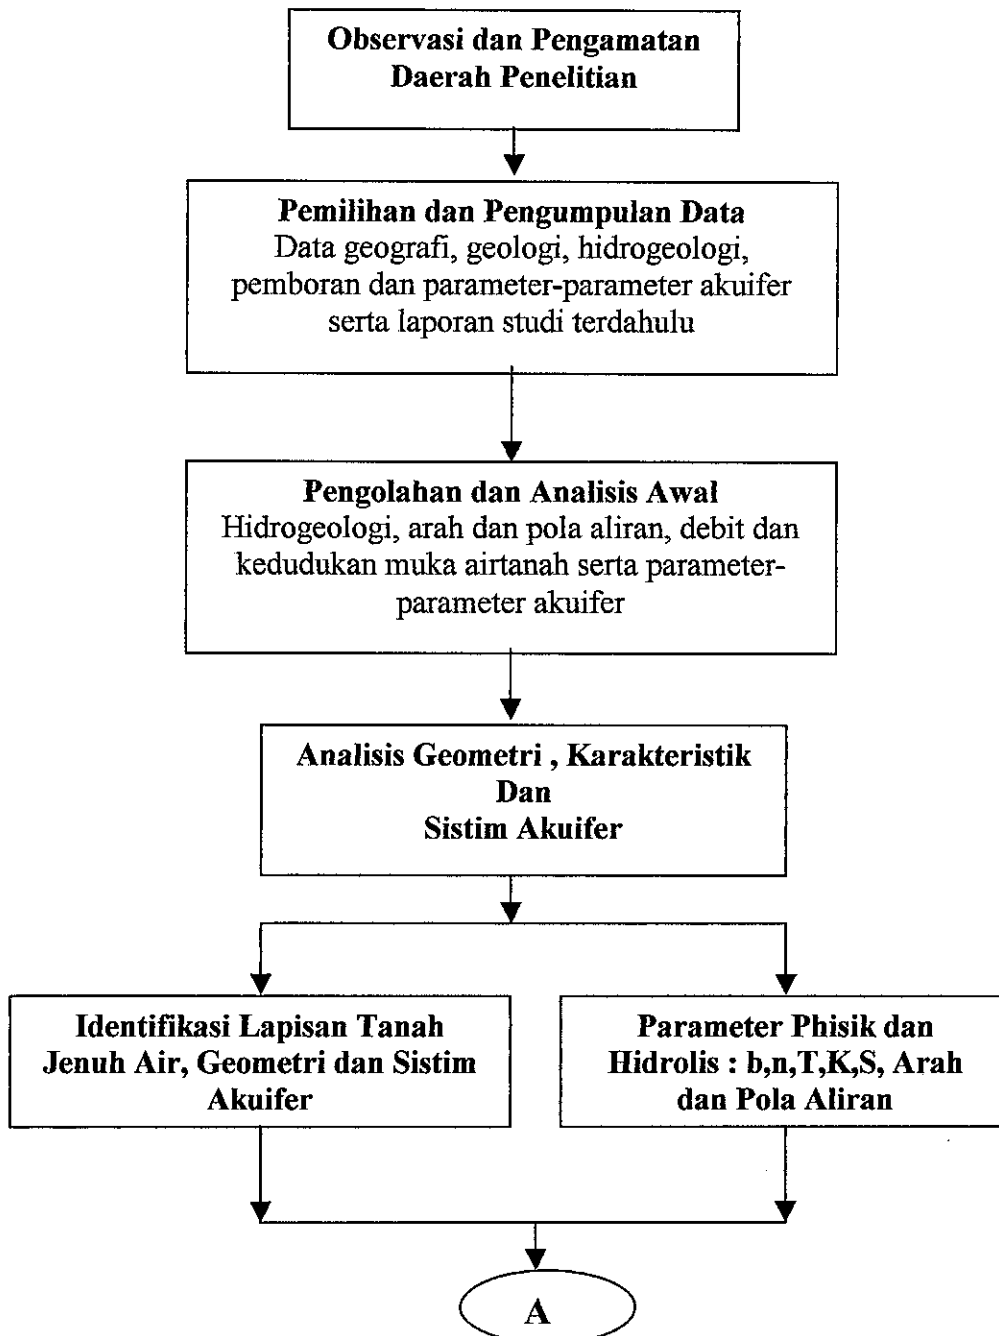 Observasi dan Pengamatan
Daerah Penelitian
Pemilihan dan Pengumpulan Data
Data geografi, geologi, hidrogeologi,
pemboran dan parameter-parameter akuifer
serta laporan studi terdahulu
Pengolahan dan Analisis Awal
Hidrogeologi, arah dan pola aliran, debit dan
kedudukan muka airtanah serta parameter-
parameter akuifer
Analisis Geometri , Karakteristik
Dan
Sistim Akuifer
Identifikasi Lapisan Tanah
Jenuh Air, Geometri dan Sistim
Akuifer
Parameter Phisik dan
Hidrolis : b,n,T,K,S, Arah
dan Pola Aliran
A